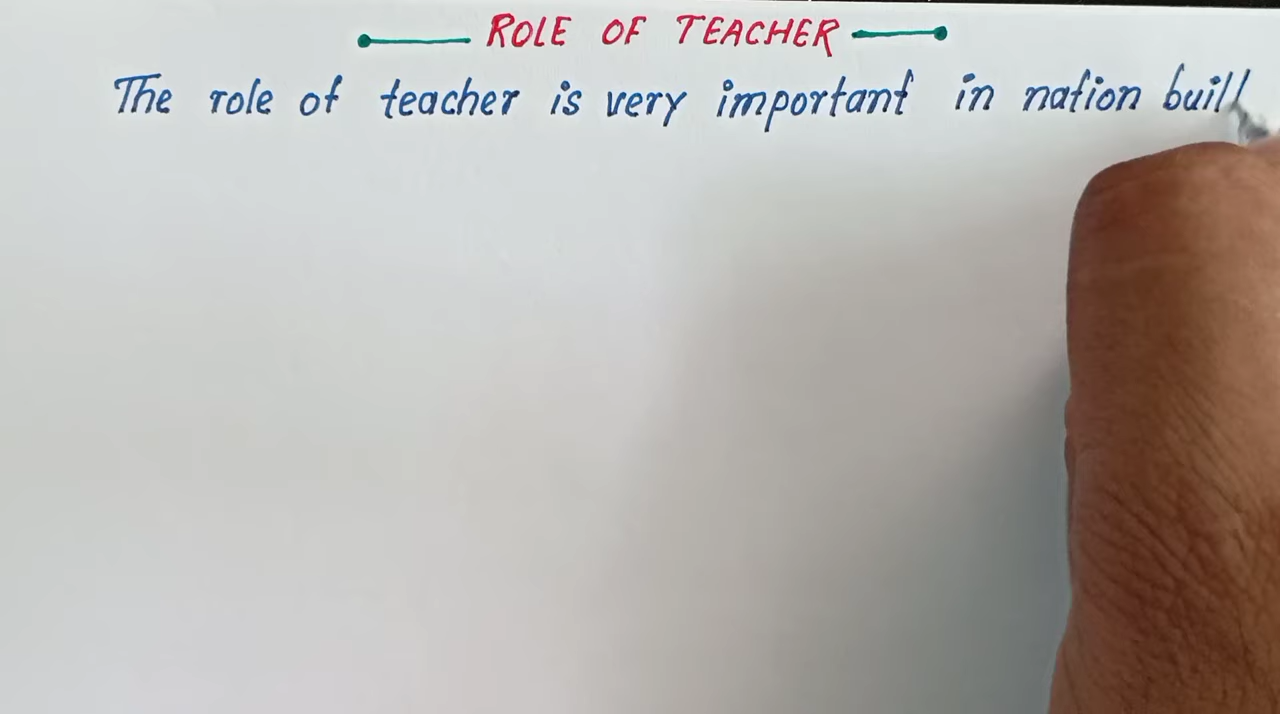 ROLE OF TEACHER
The role of teacher is very important in nation buil